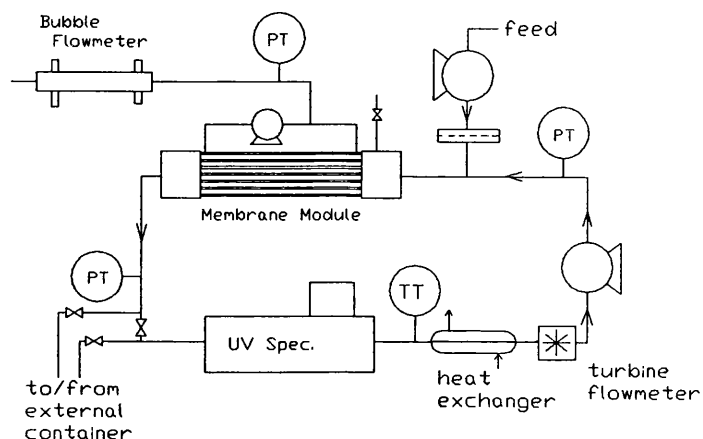 Bubble
Flowmeter
PT
feed
PT
Membrane Module
PT
TT
UV Spec.
turbine
flowmeter
heat
exchanger
to/from
external
container